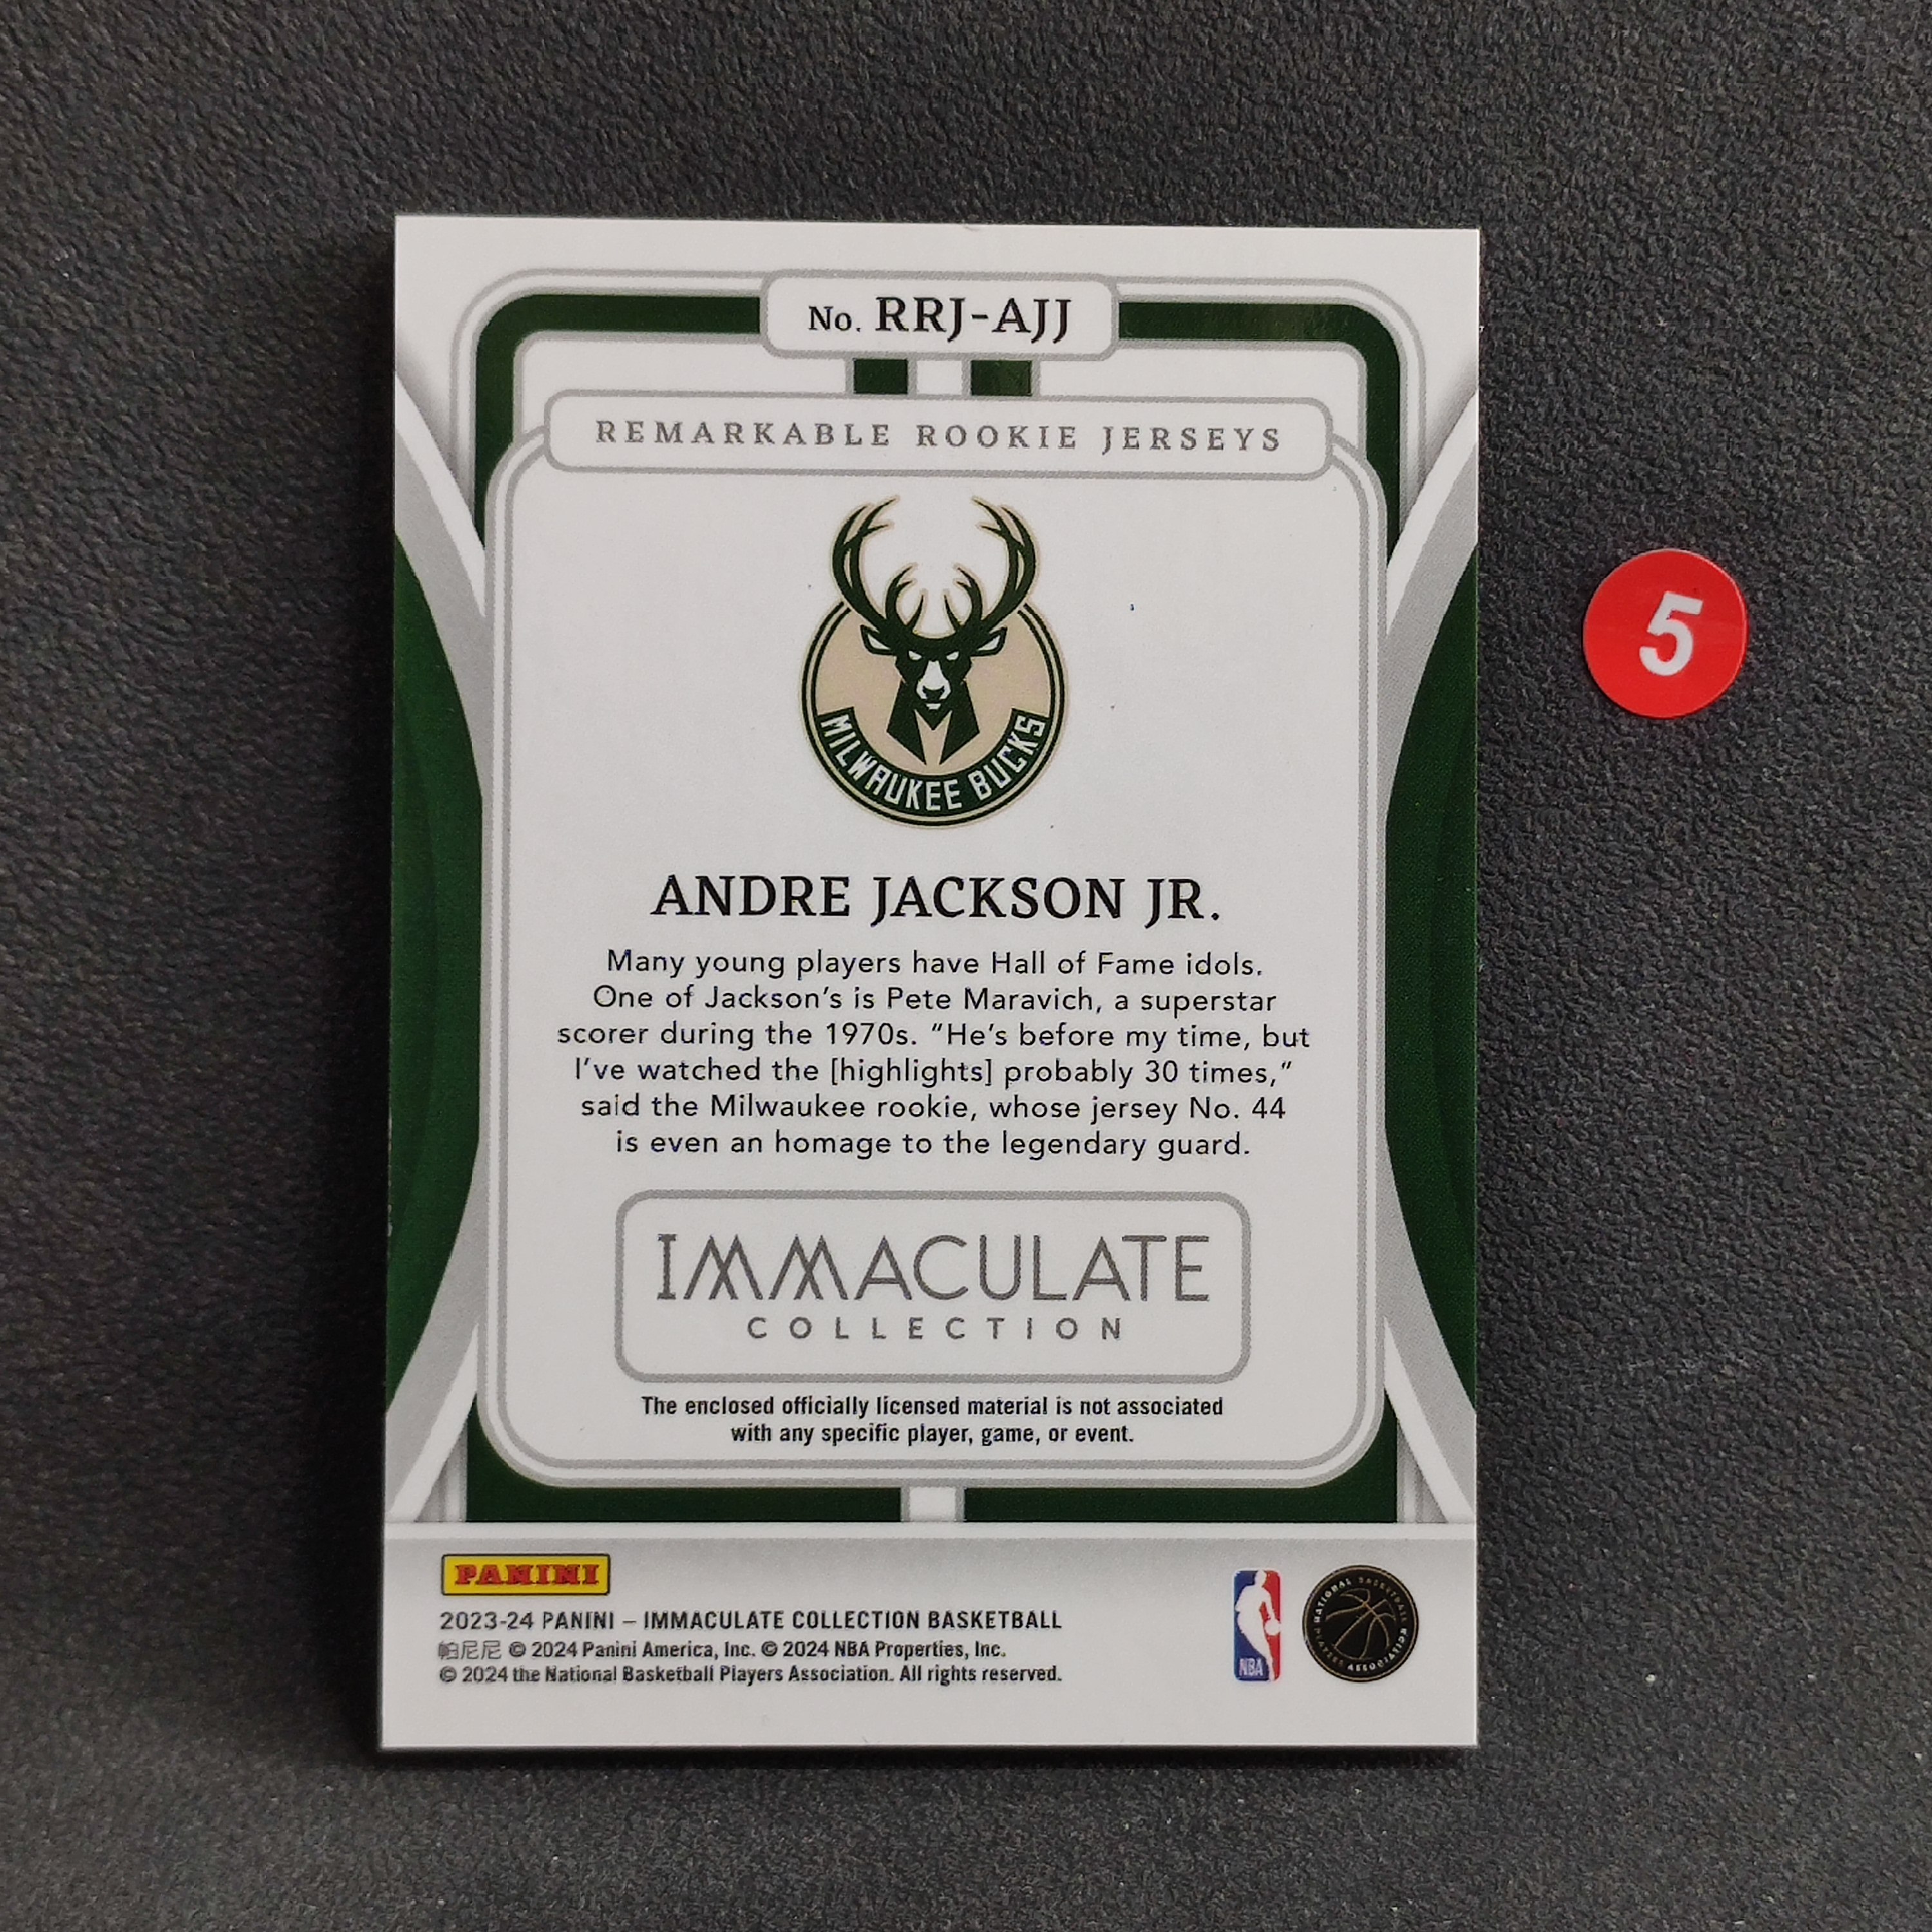 No. RRJ-AJJ
REMARKABLE ROOKIE JERSEYS
MILWAUKEE BUCKS
5
ANDRE JACKSON JR.
Many young players have Hall of Fame idols.
One of Jackson's is Pete Maravich, a superstar
scorer during the 1970s. “He's before my time, but
I've watched the [highlights] probably 30 times,”
said the Milwaukee rookie, whose jersey No. 44
is even an homage to the legendary guard.
IMMACULATE
COLLECTION
The enclosed officially licensed material is not associated
with any specific player, game, or event.
PANINI
2023-24 PANINI – IMMACULATE COLLECTION BASKETBALL
帕尼尼 © 2024 Panini America, Inc. © 2024 NBA Properties, Inc.
© 2024 the National Basketball Players Association. All rights reserved.
NBA
NATIONAL BASKETBALL
PLAYERS ASSOCIATION